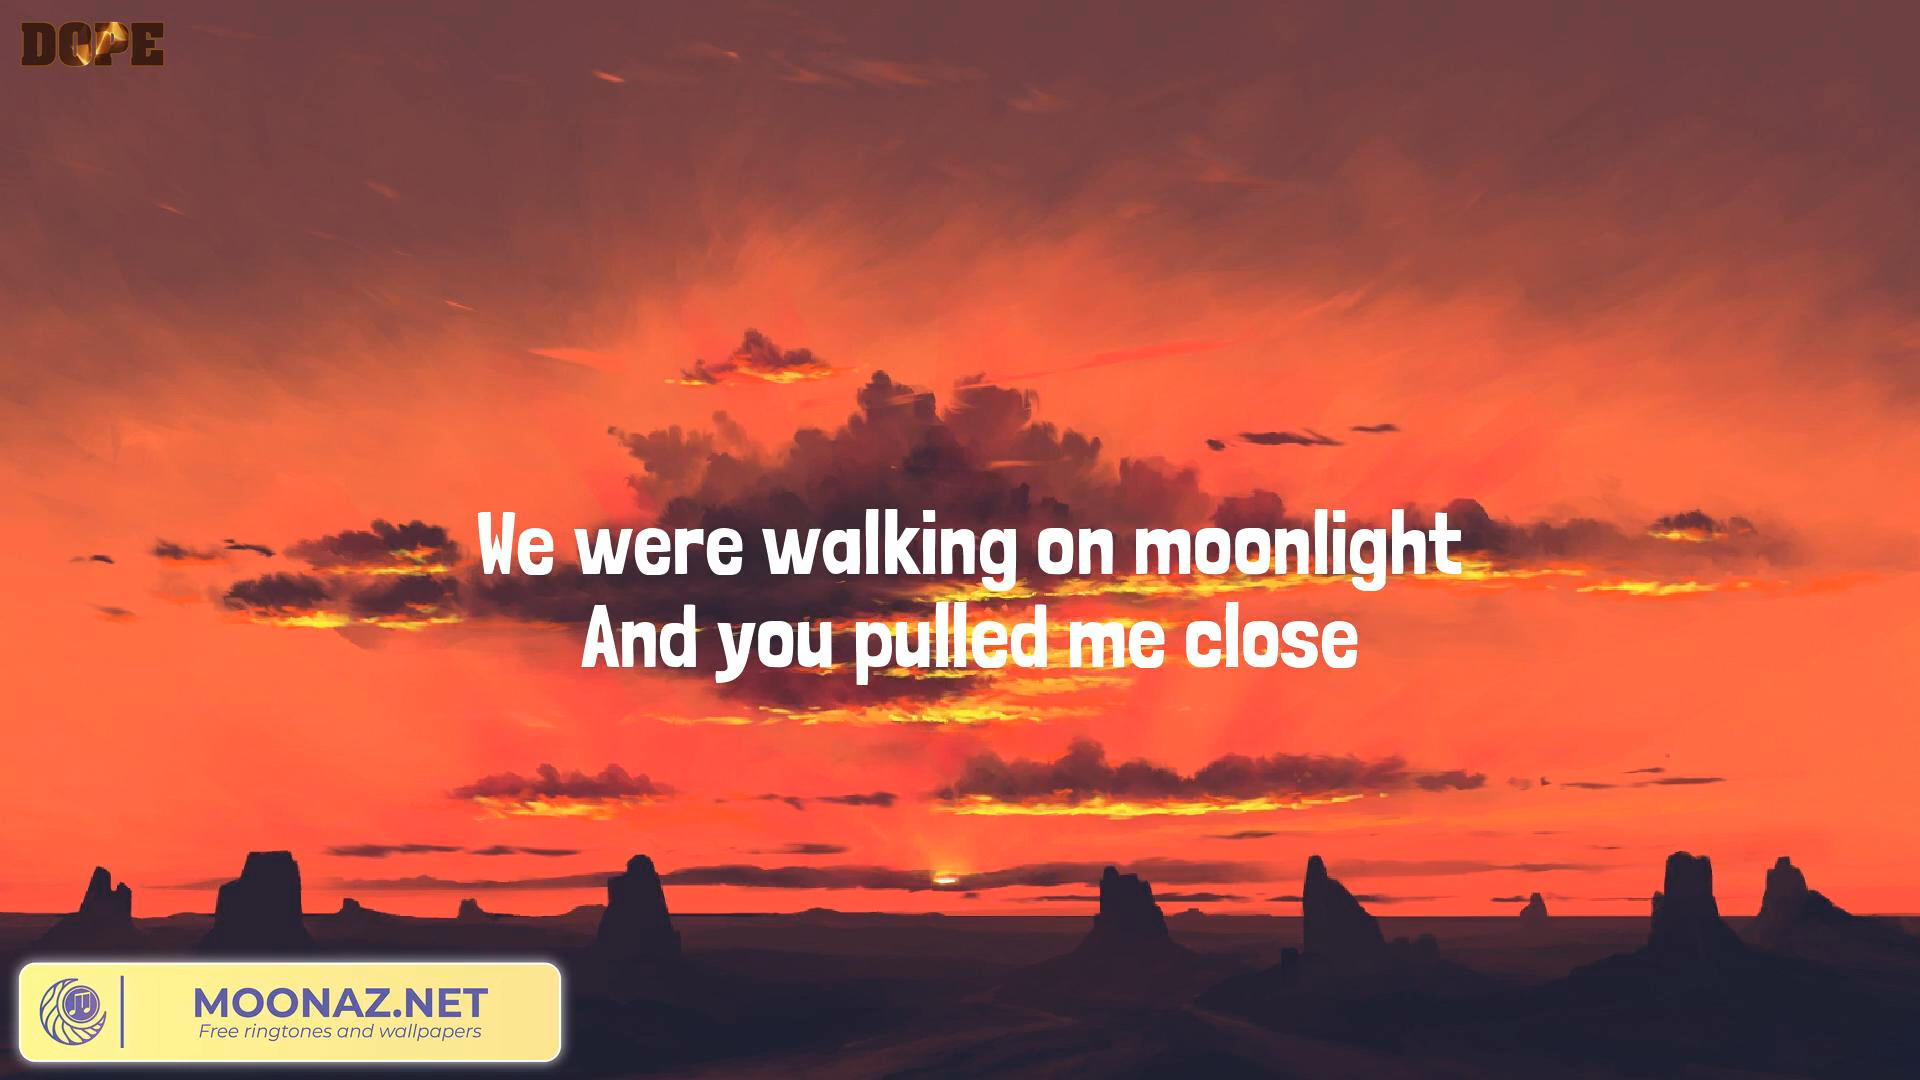 DOPE
We were walking on moonlight
And you pulled me close
MOONAZ.NET
Free ringtones and wallpapers